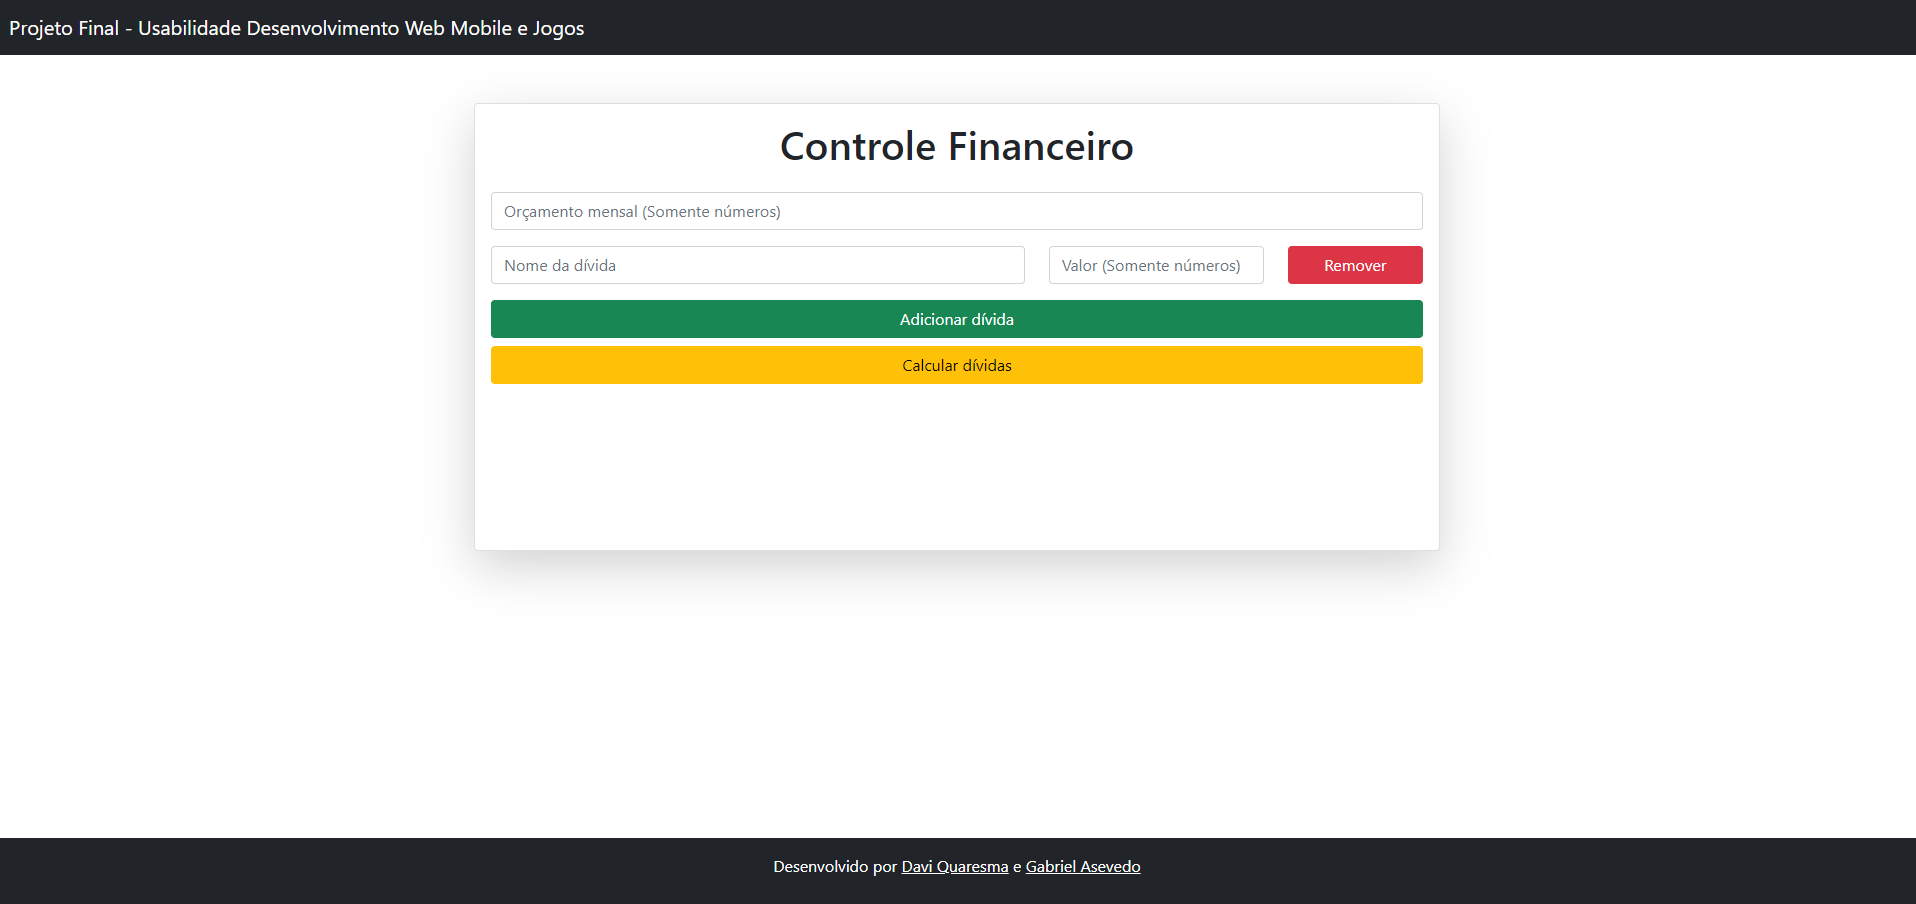 Projeto Final - Usabilidade Desenvolvimento Web Mobile e Jogos
Controle Financeiro
Orçamento mensal (Somente números)
Nome da dívida
Valor (Somente números)
Remover
Adicionar dívida
Calcular dívidas
Desenvolvido por Davi Quaresma e Gabriel Asevedo